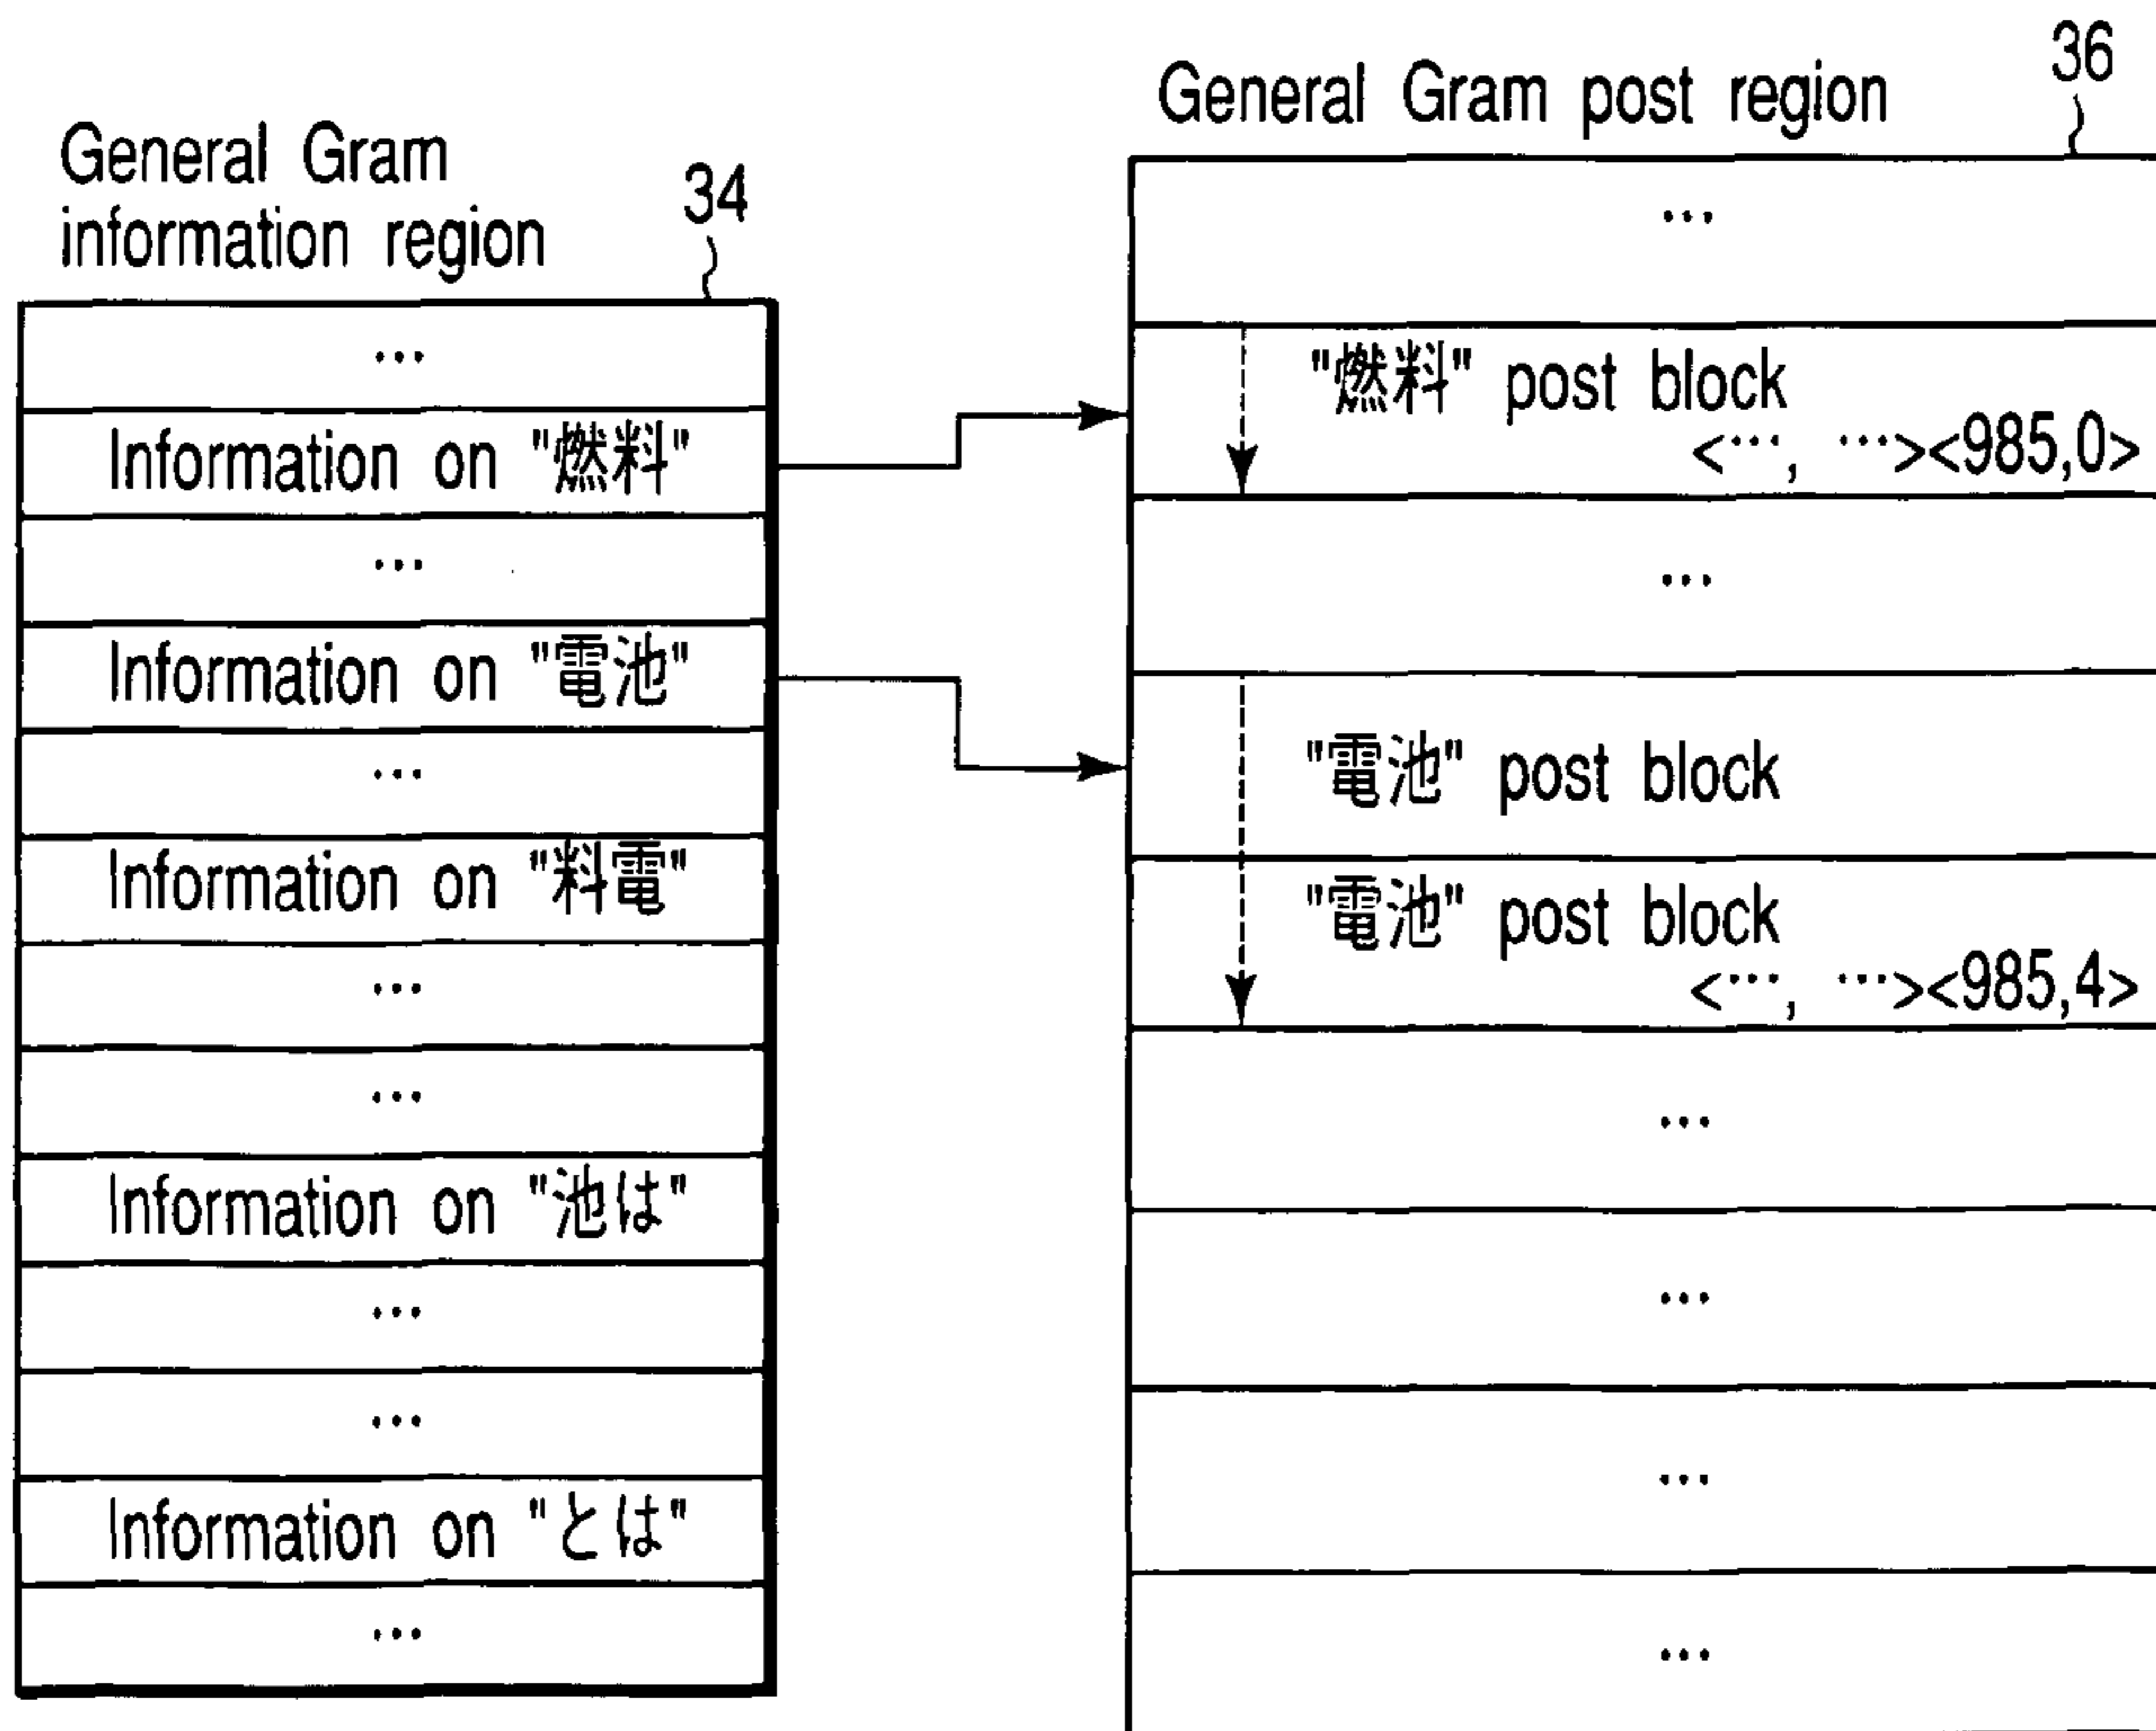 General Gram
information region
34
...
Information on "燃料"
...
Information on "電池"
...
Information on "料電"
...
...
Information on "池は"
...
...
Information on "とは"
...
General Gram post region
36
...
"燃料" post block
<..., ...><985,0>
...
"電池" post block
"電池" post block
<..., ...><985,4>
...
...
...
...